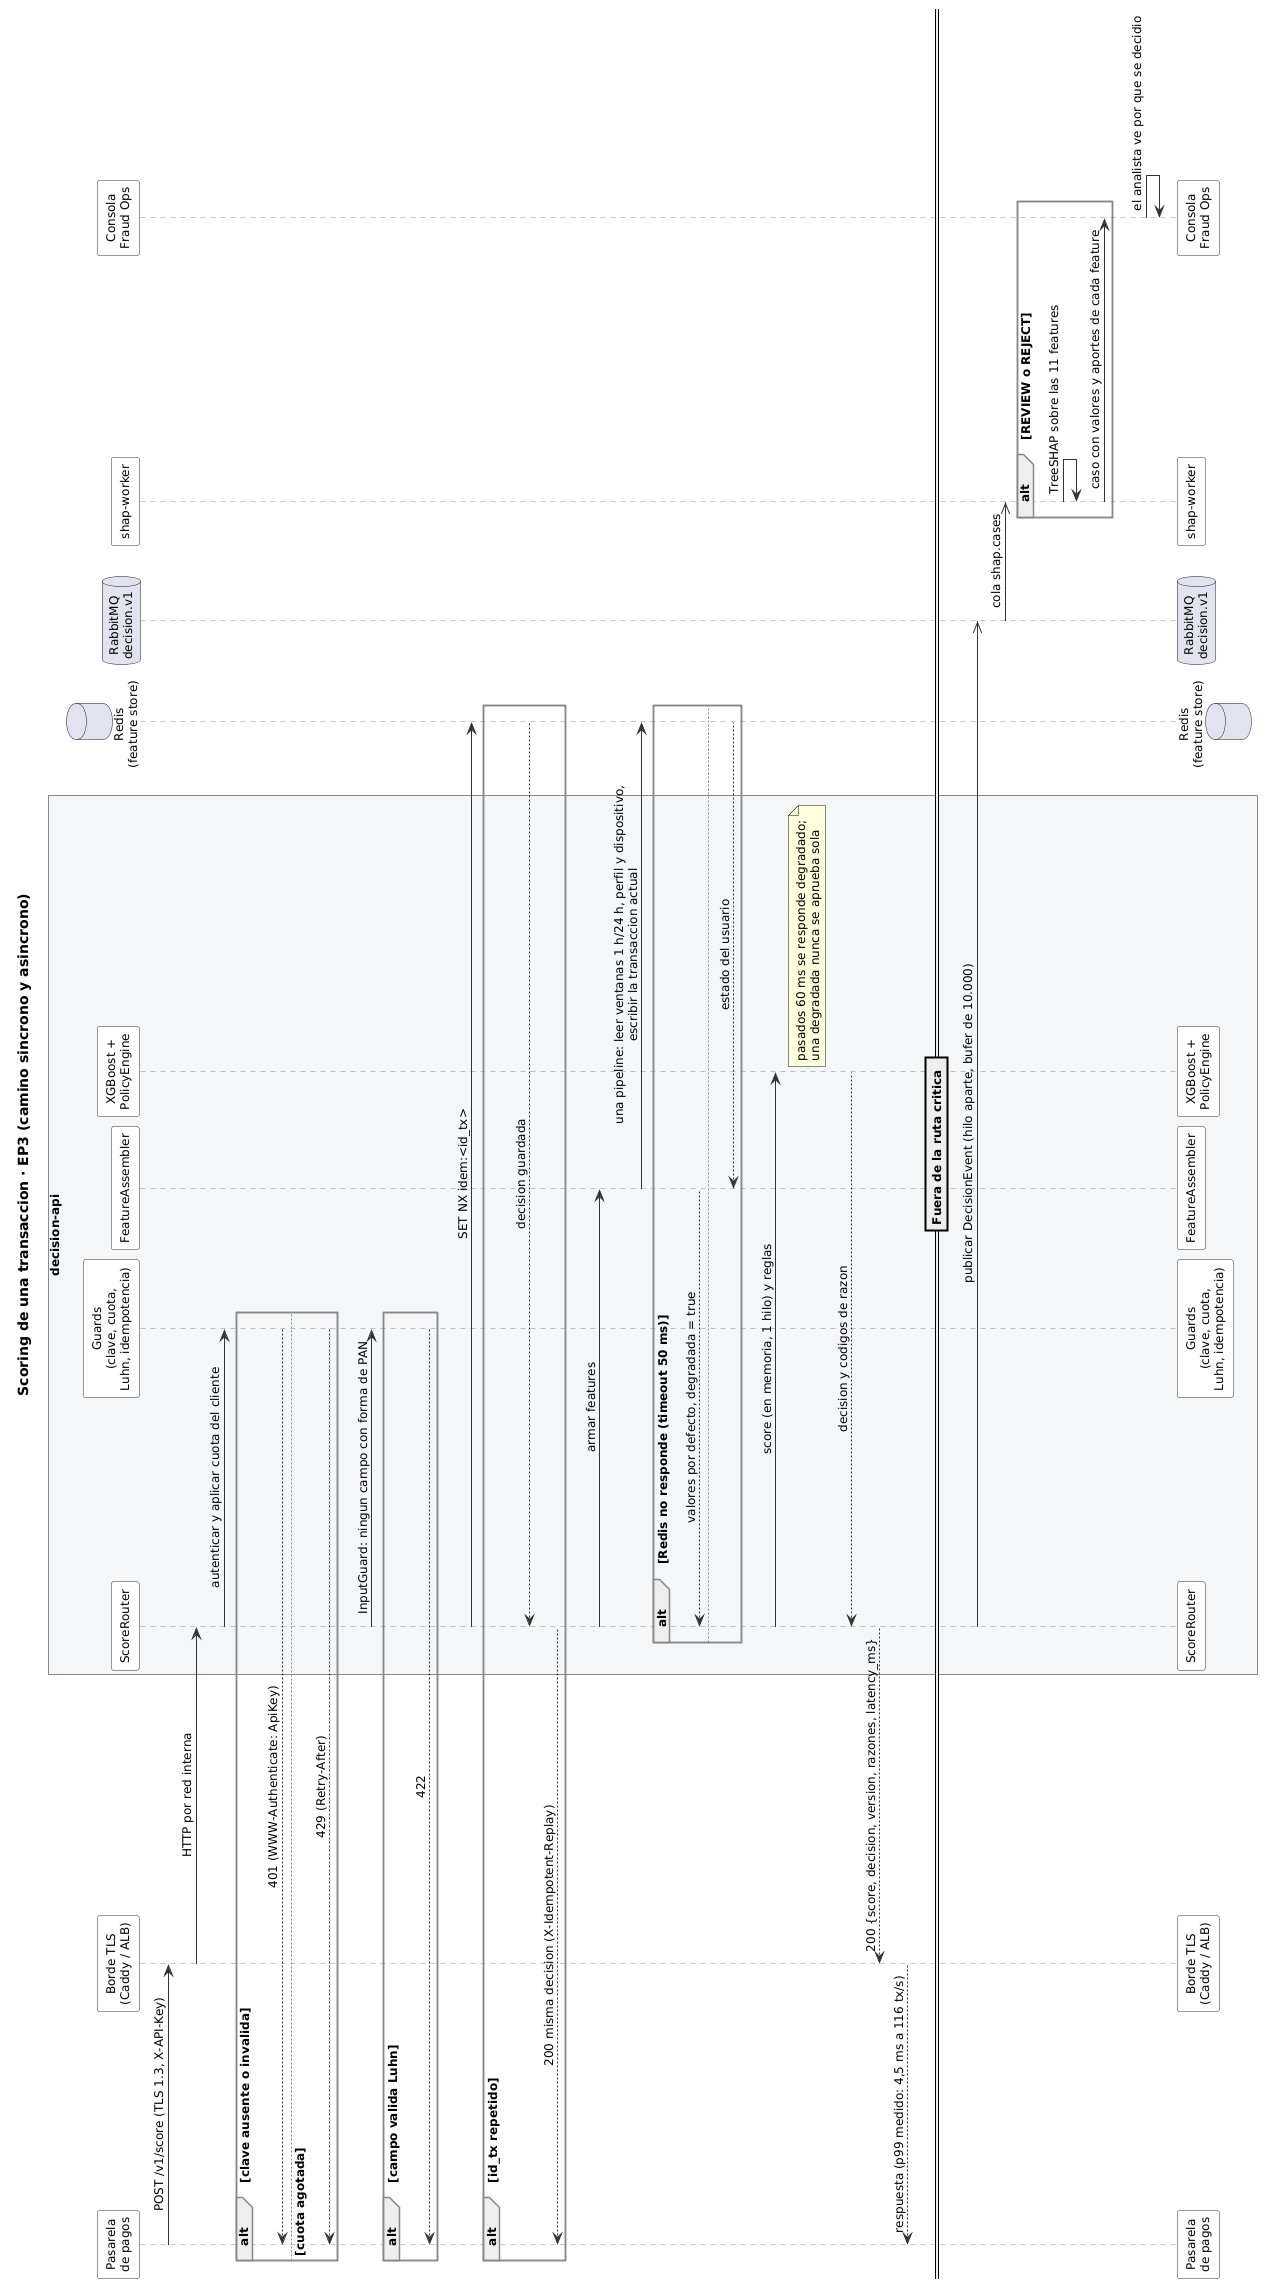 Scoring de una transaccion · EP3 (camino sincrono y asincrono)
decision-api
Pasarela
de pagos
Borde TLS
(Caddy / ALB)
ScoreRouter
Guards
(clave, cuota,
Luhn, idempotencia)
FeatureAssembler
XGBoost +
PolicyEngine
Redis
(feature store)
RabbitMQ
decision.v1
shap-worker
Consola
Fraud Ops
POST /v1/score (TLS 1.3, X-API-Key)
HTTP por red interna
autenticar y aplicar cuota del cliente
alt
[clave ausente o invalida]
401 (WWW-Authenticate: ApiKey)
[cuota agotada]
429 (Retry-After)
InputGuard: ningun campo con forma de PAN
alt
[campo valida Luhn]
422
SET NX idem:<id_tx>
alt
[id_tx repetido]
decision guardada
200 misma decision (X-Idempotent-Replay)
armar features
una pipeline: leer ventanas 1 h/24 h, perfil y dispositivo,
escribir la transaccion actual
alt
[Redis no responde (timeout 50 ms)]
valores por defecto, degradada = true
estado del usuario
score (en memoria, 1 hilo) y reglas
pasados 60 ms se responde degradado;
una degradada nunca se aprueba sola
decision y codigos de razon
200 {score, decision, version, razones, latency_ms}
respuesta (p99 medido: 4,5 ms a 116 tx/s)
Fuera de la ruta critica
publicar DecisionEvent (hilo aparte, bufer de 10.000)
cola shap.cases
alt
[REVIEW o REJECT]
TreeSHAP sobre las 11 features
caso con valores y aportes de cada feature
el analista ve por que se decidio
Pasarela
de pagos
Borde TLS
(Caddy / ALB)
ScoreRouter
Guards
(clave, cuota,
Luhn, idempotencia)
FeatureAssembler
XGBoost +
PolicyEngine
Redis
(feature store)
RabbitMQ
decision.v1
shap-worker
Consola
Fraud Ops